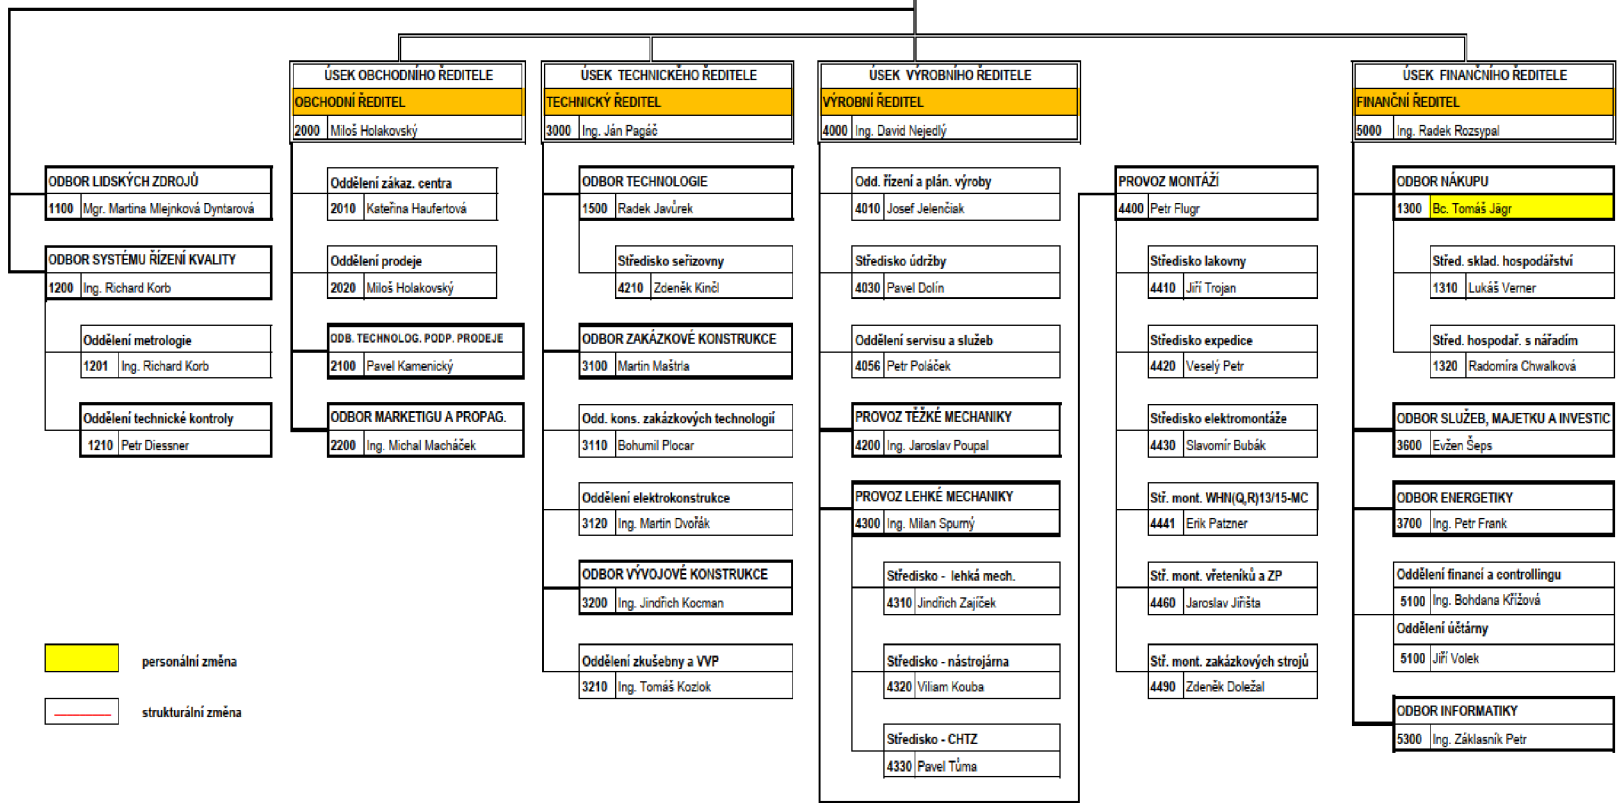 ÚSEK OBCHODNÍHO ŘEDITELE
OBCHODNÍ ŘEDITEL
2000 Miloš Holakovský
ÚSEK TECHNICKÉHO ŘEDITELE
TECHNICKÝ ŘEDITEL
3000 Ing. Ján Pagáč
ÚSEK VÝROBNÍHO ŘEDITELE
VÝROBNÍ ŘEDITEL
4000 Ing. David Nejedlý
ÚSEK FINANČNÍHO ŘEDITELE
FINANČNÍ ŘEDITEL
5000 Ing. Radek Rozsypal
ODBOR LIDSKÝCH ZDROJŮ
1100 Mgr. Martina Mlejnková Dyntarová
ODBOR SYSTÉMU ŘÍZENÍ KVALITY
1200 Ing. Richard Korb
Oddělení metrologie
1201 Ing. Richard Korb
Oddělení technické kontroly
1210 Petr Diessner
Oddělení zákaz. centra
2010 Kateřina Haufertová
Oddělení prodeje
2020 Miloš Holakovský
ODB. TECHNOLOG. PODP. PRODEJE
2100 Pavel Kamenický
ODBOR MARKETIGU A PROPAG.
2200 Ing. Michal Macháček
ODBOR TECHNOLOGIE
1500 Radek Javůrek
Středisko seřizovny
4210 Zdeněk Kinčl
ODBOR ZAKÁZKOVÉ KONSTRUKCE
3100 Martin Maštrla
Odd. kons. zakázkových technologií
3110 Bohumil Plocar
Oddělení elektrokonstrukce
3120 Ing. Martin Dvořák
ODBOR VÝVOJOVÉ KONSTRUKCE
3200 Ing. Jindřich Kocman
Oddělení zkušebny a VVP
3210 Ing. Tomáš Kozlok
Odd. řízení a plán. výroby
4010 Josef Jelenčiak
Středisko údržby
4030 Pavel Dolín
Oddělení servisu a služeb
4056 Petr Poláček
PROVOZ TĚŽKÉ MECHANIKY
4200 Ing. Jaroslav Poupal
PROVOZ LEHKÉ MECHANIKY
4300 Ing. Milan Spurný
Středisko - lehká mech.
4310 Jindřich Zajíček
Středisko - nástrojárna
4320 Viliam Kouba
Středisko - CHTZ
4330 Pavel Tůma
PROVOZ MONTÁŽÍ
4400 Petr Flugr
Středisko lakovny
4410 Jiří Trojan
Středisko expedice
4420 Veselý Petr
Středisko elektromontáže
4430 Slavomír Bubák
Stř. mont. WHN(Q,R)13/15-MC
4441 Erik Patzner
Stř. mont. vřeteníků a ZP
4460 Jaroslav Jiřišta
Stř. mont. zakázkových strojů
4490 Zdeněk Doležal
ODBOR NÁKUPU
1300 Bc. Tomáš Jägr
Střed. sklad. hospodářství
1310 Lukáš Verner
Střed. hospodař. s nářadím
1320 Radomíra Chwalková
ODBOR SLUŽEB, MAJETKU A INVESTIC
3600 Evžen Šeps
ODBOR ENERGETIKY
3700 Ing. Petr Frank
Oddělení financí a controllingu
5100 Ing. Bohdana Křížová
Oddělení účtárny
5100 Jiří Volek
ODBOR INFORMATIKY
5300 Ing. Záklasník Petr
personální změna
strukturální změna